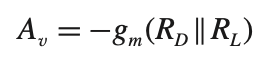 A_v = −g_m(R_D ∥ R_L)